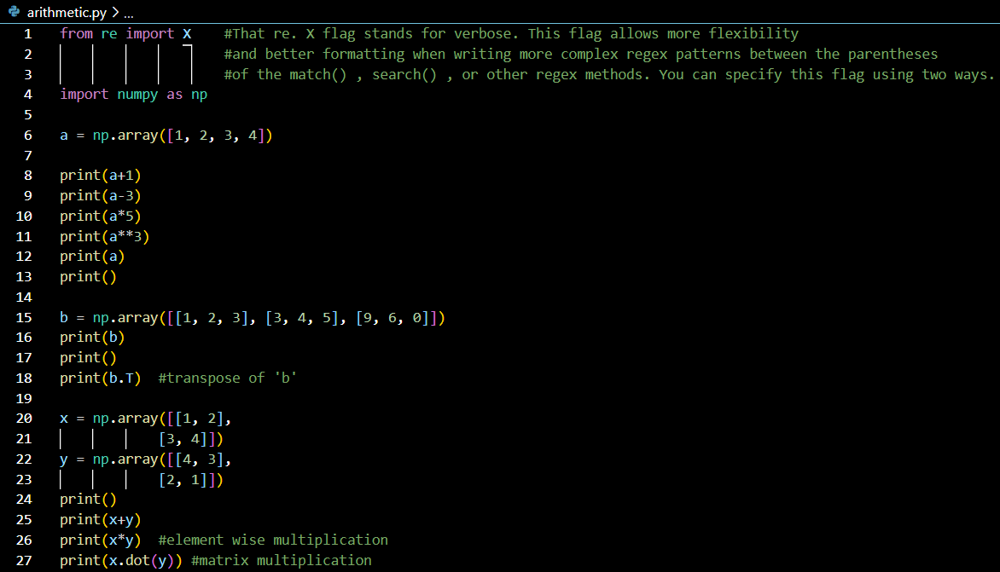 arithmetic.py > ...
1 from re import X    #That re. X flag stands for verbose. This flag allows more flexibility
2                     #and better formatting when writing more complex regex patterns between the parentheses
3                     #of the match() , search() , or other regex methods. You can specify this flag using two ways.
4 import numpy as np
5
6 a = np.array([1, 2, 3, 4])
7
8 print(a+1)
9 print(a-3)
10 print(a*5)
11 print(a**3)
12 print(a)
13 print()
14
15 b = np.array([[1, 2, 3], [3, 4, 5], [9, 6, 0]])
16 print(b)
17 print()
18 print(b.T)  #transpose of 'b'
19
20 x = np.array([[1, 2],
21             [3, 4]])
22 y = np.array([[4, 3],
23             [2, 1]])
24 print()
25 print(x+y)
26 print(x*y)  #element wise multiplication
27 print(x.dot(y)) #matrix multiplication